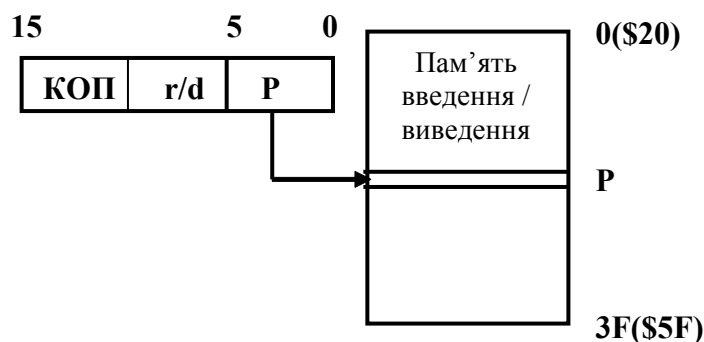 15 5 0
КОП r/d P
0($20)
Пам’ять
введення /
виведення
P
3F($5F)